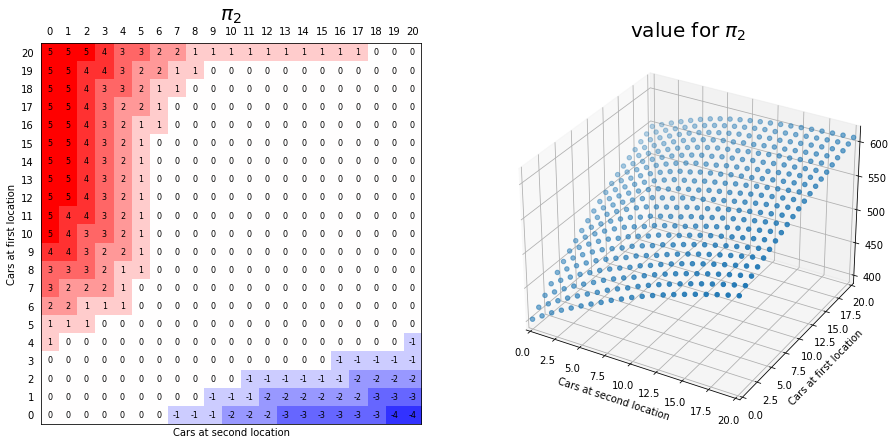 π₂
0 1 2 3 4 5 6 7 8 9 10 11 12 13 14 15 16 17 18 19 20
20 5 5 5 4 3 3 2 2 1 1 1 1 1 1 1 1 1 1 0 0 0
19 5 5 4 4 3 2 2 1 1 0 0 0 0 0 0 0 0 0 0 0 0
18 5 5 4 3 3 2 1 1 0 0 0 0 0 0 0 0 0 0 0 0 0
17 5 5 4 3 2 2 1 0 0 0 0 0 0 0 0 0 0 0 0 0 0
16 5 5 4 3 2 1 1 0 0 0 0 0 0 0 0 0 0 0 0 0 0
15 5 5 4 3 2 1 0 0 0 0 0 0 0 0 0 0 0 0 0 0 0
14 5 5 4 3 2 1 0 0 0 0 0 0 0 0 0 0 0 0 0 0 0
13 5 5 4 3 2 1 0 0 0 0 0 0 0 0 0 0 0 0 0 0 0
12 5 5 4 3 2 1 0 0 0 0 0 0 0 0 0 0 0 0 0 0 0
11 5 4 4 3 2 1 0 0 0 0 0 0 0 0 0 0 0 0 0 0 0
10 5 4 3 3 2 1 0 0 0 0 0 0 0 0 0 0 0 0 0 0 0
9 4 4 3 2 2 1 0 0 0 0 0 0 0 0 0 0 0 0 0 0 0
8 3 3 3 2 1 1 0 0 0 0 0 0 0 0 0 0 0 0 0 0 0
7 3 2 2 2 1 0 0 0 0 0 0 0 0 0 0 0 0 0 0 0 0
6 2 2 1 1 1 0 0 0 0 0 0 0 0 0 0 0 0 0 0 0 0
5 1 1 1 0 0 0 0 0 0 0 0 0 0 0 0 0 0 0 0 0 0
4 1 0 0 0 0 0 0 0 0 0 0 0 0 0 0 0 0 0 0 0 -1
3 0 0 0 0 0 0 0 0 0 0 0 0 0 0 0 0 -1 -1 -1 -1 -1
2 0 0 0 0 0 0 0 0 0 0 0 -1 -1 -1 -1 -1 -1 -2 -2 -2 -2
1 0 0 0 0 0 0 0 0 0 -1 -1 -1 -2 -2 -2 -2 -2 -2 -3 -3 -3
0 0 0 0 0 0 0 0 -1 -1 -1 -2 -2 -2 -3 -3 -3 -3 -3 -3 -4 -4
Cars at first location
Cars at second location
value for π₂
600
550
500
450
400
0.0 2.5 5.0 7.5 10.0 12.5 15.0 17.5 20.0
Cars at second location
0.0 2.5 5.0 7.5 10.0 12.5 15.0 17.5 20.0
Cars at first location